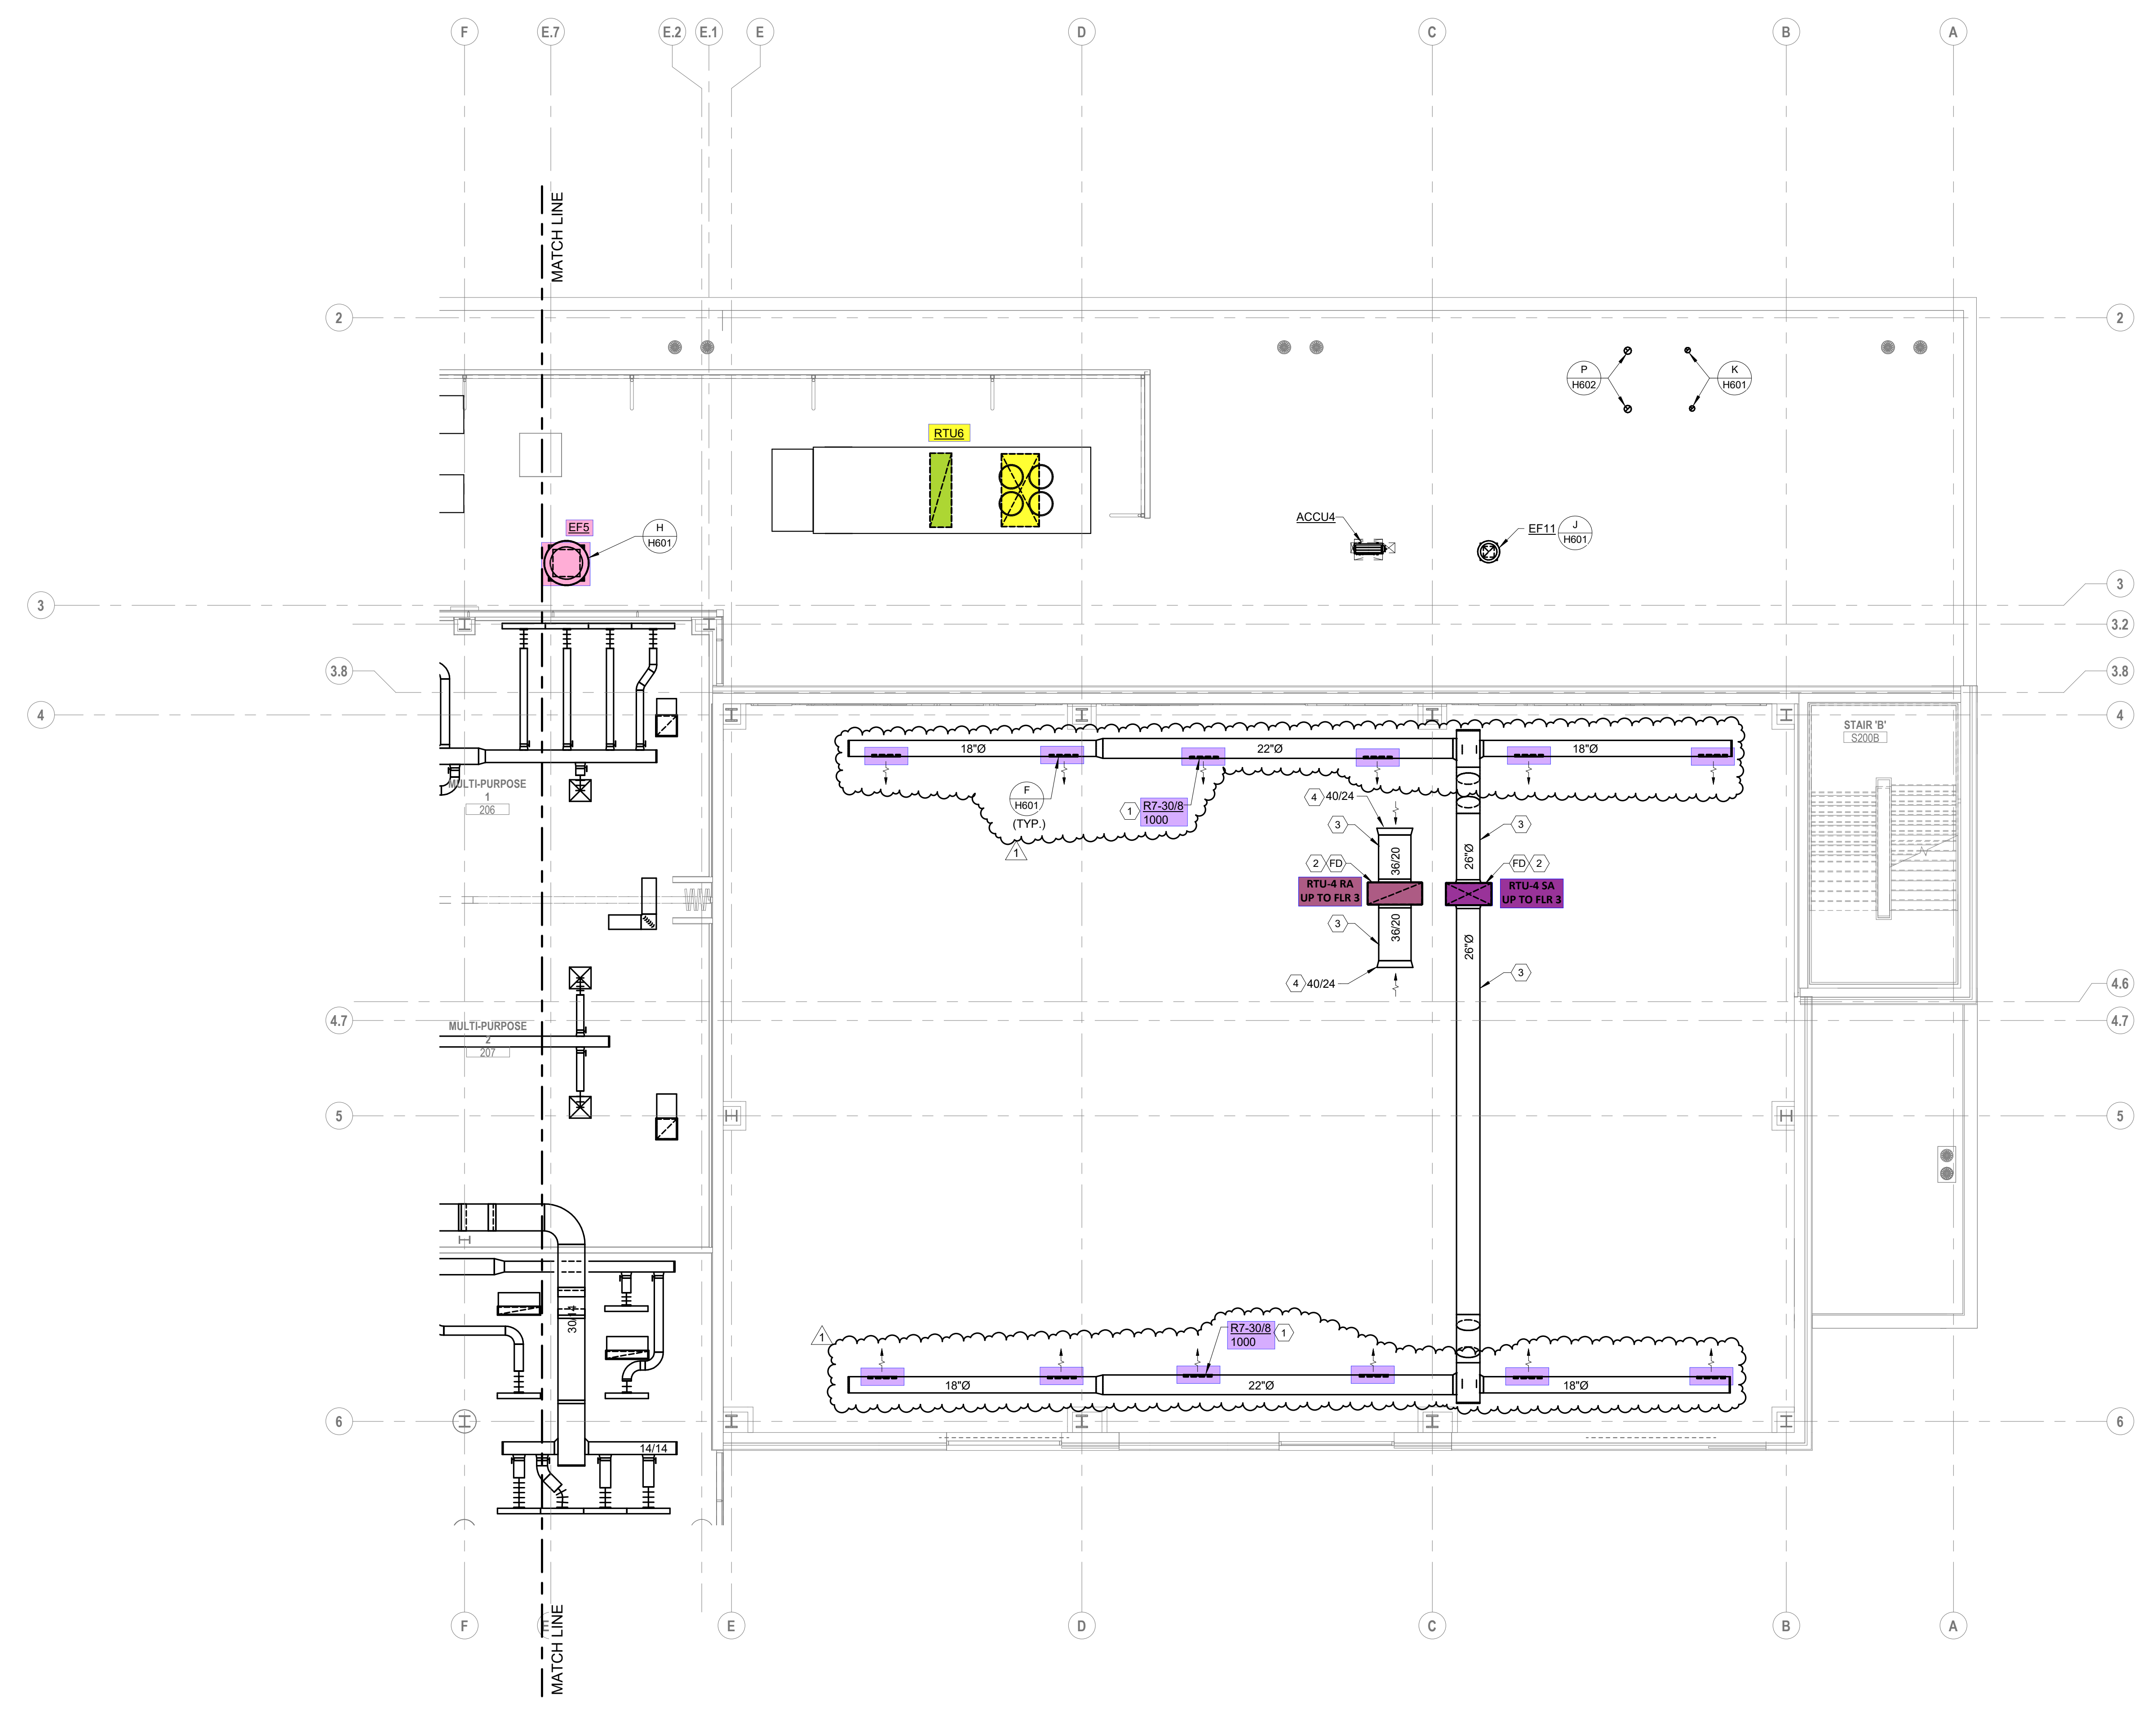 F
E.7
E.2
E.1
E
D
C
B
A
MATCH LINE
2
2
P
H602
K
H601
RTU6
EF5
H
H601
ACCU4
EF11
J
H601
3
3
3.2
3.8
3.8
4
4
STAIR 'B'
S200B
18"Ø
22"Ø
18"Ø
MULTI-PURPOSE
1
206
F
H601
(TYP.)
1
1
R7-30/8
1000
4
40/24
3
36/20
26"Ø
3
2
FD
FD
2
RTU-4 RA
UP TO FLR 3
RTU-4 SA
UP TO FLR 3
3
36/20
26"Ø
4
40/24
3
4.6
4.7
4.7
MULTI-PURPOSE
2
207
5
5
30/14
1
R7-30/8
1000
1
18"Ø
22"Ø
18"Ø
6
6
14/14
MATCH LINE
F
E
E
D
C
B
A